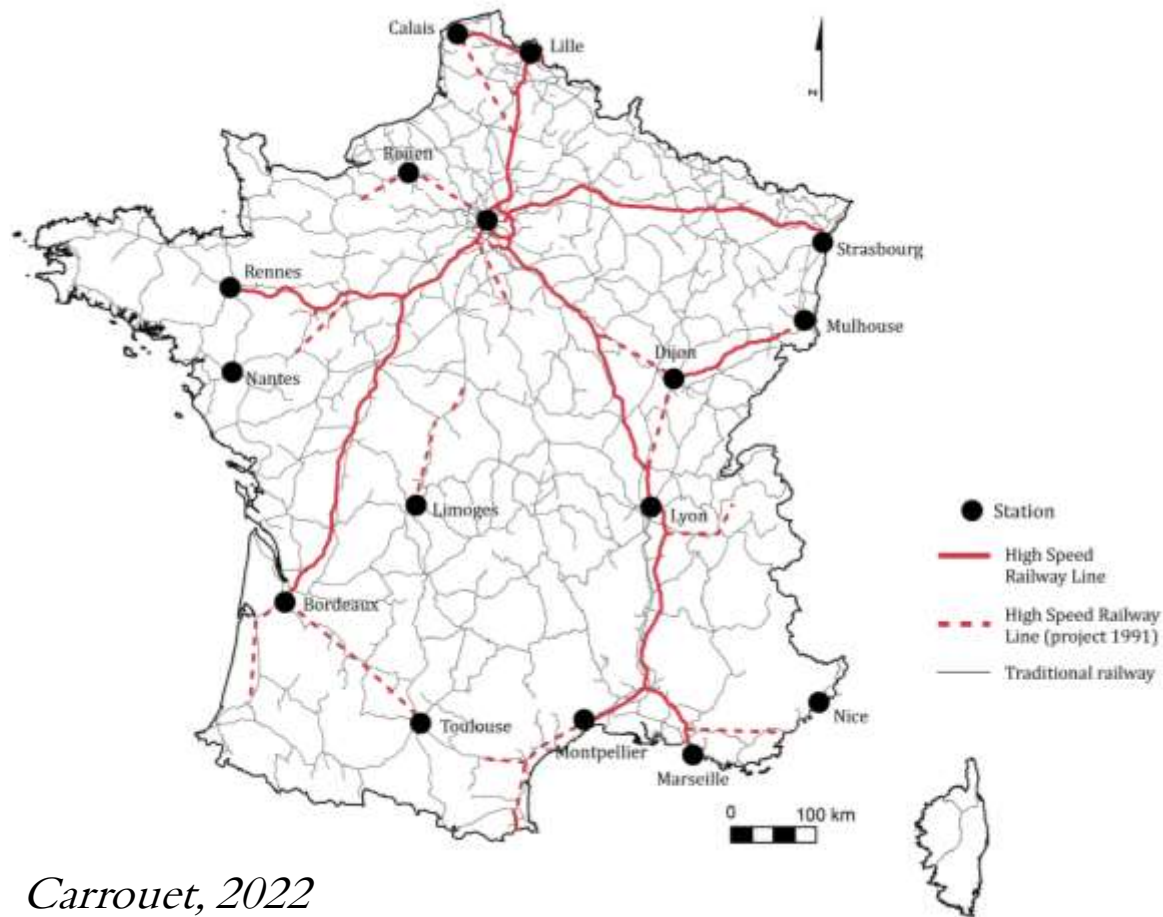 Calais
Lille
z
Rouen
Strasbourg
Rennes
Mulhouse
Dijon
Nantes
Limoges
Lyon
Station
High Speed
Railway Line
Bordeaux
High Speed Railway
Line (project 1991)
Traditional railway
Nice
Toulouse
Montpellier
Marseille
0 100 km
Carrouet, 2022